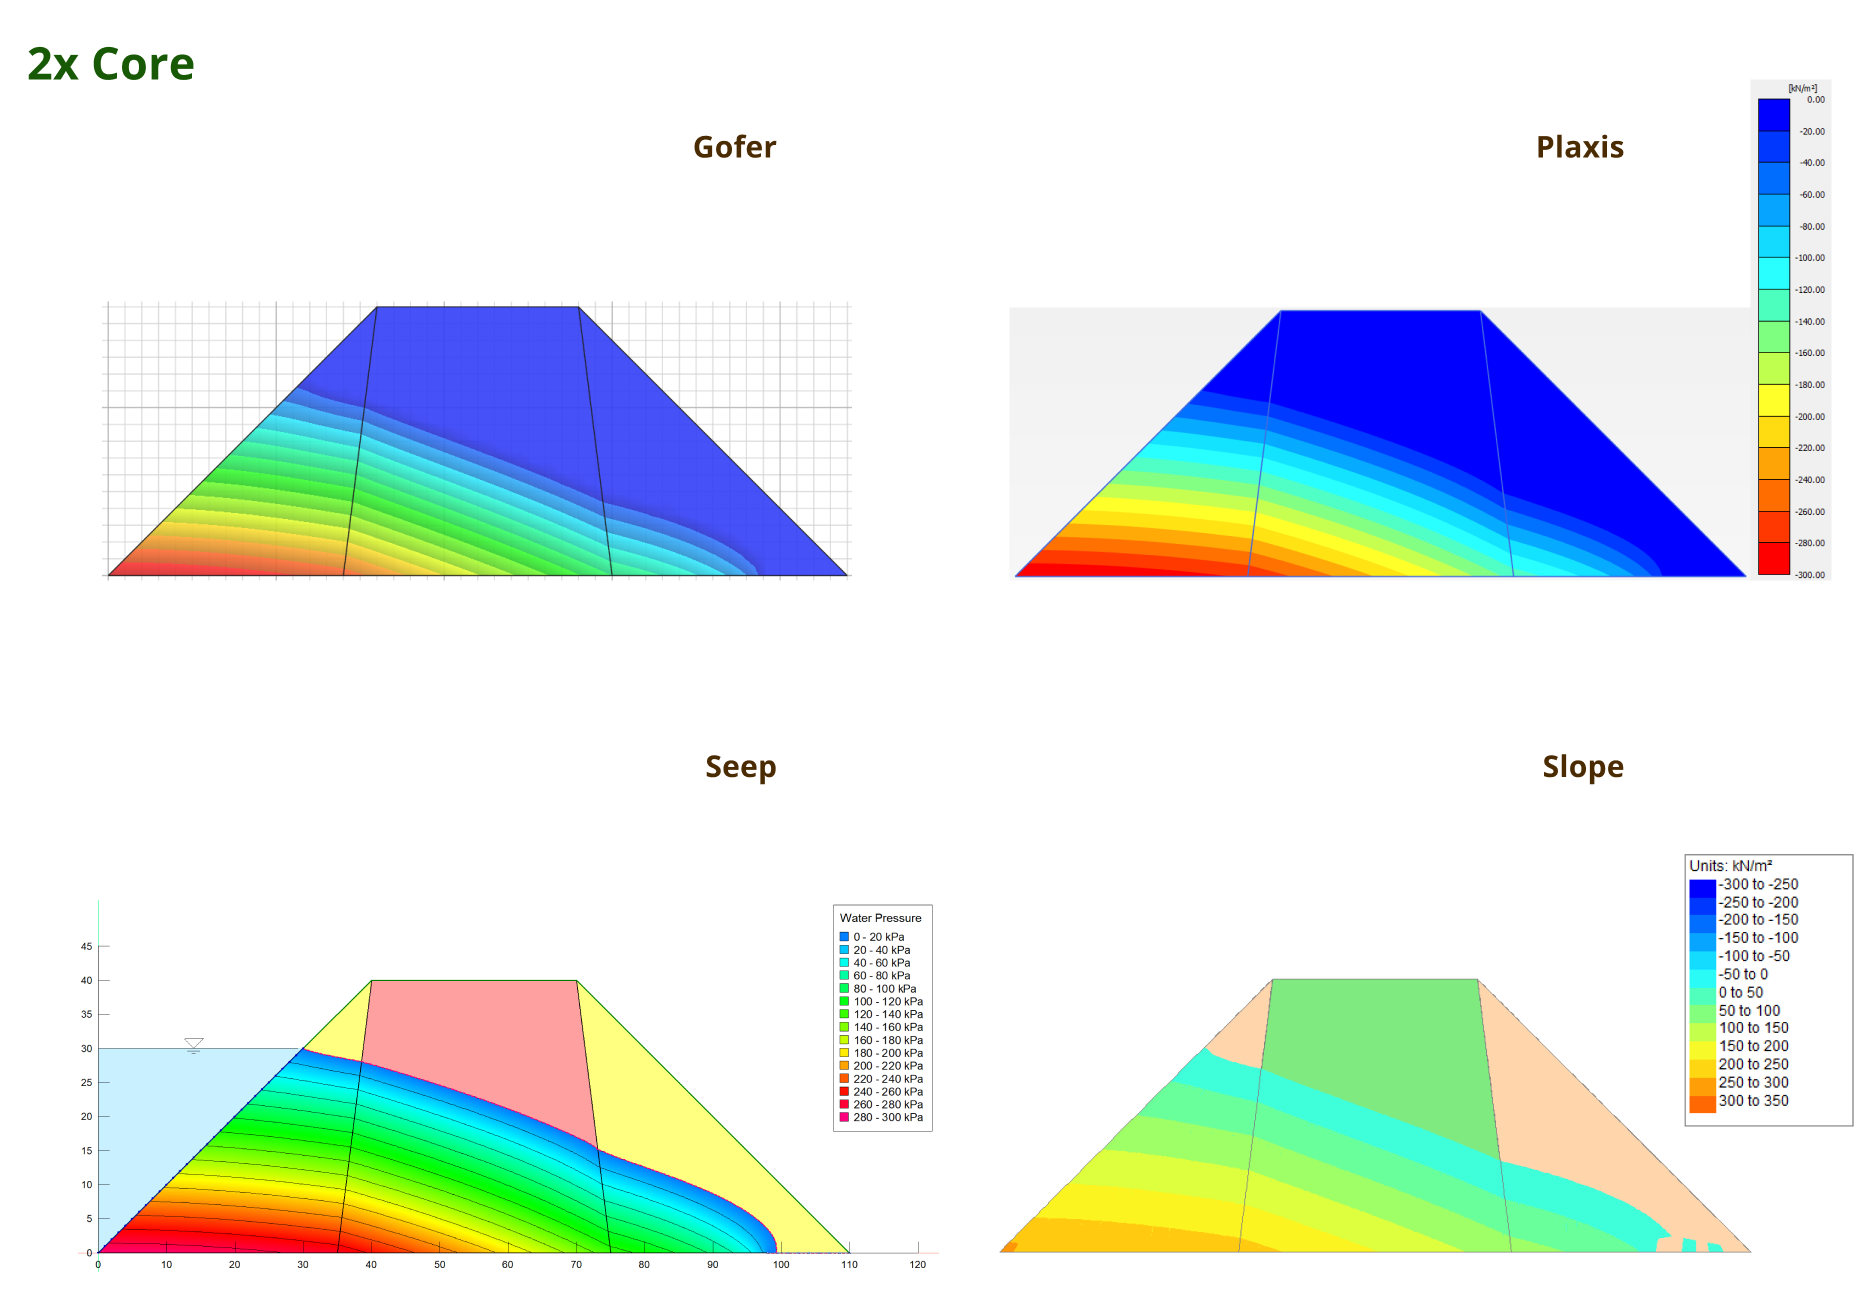 2x Core
Gofer
Plaxis
[kN/m²]
0.00
-20.00
-40.00
-60.00
-80.00
-100.00
-120.00
-140.00
-160.00
-180.00
-200.00
-220.00
-240.00
-260.00
-280.00
-300.00
Seep
Slope
Water Pressure
0 - 20 kPa
20 - 40 kPa
40 - 60 kPa
60 - 80 kPa
80 - 100 kPa
100 - 120 kPa
120 - 140 kPa
140 - 160 kPa
160 - 180 kPa
180 - 200 kPa
200 - 220 kPa
220 - 240 kPa
240 - 260 kPa
260 - 280 kPa
280 - 300 kPa
45
40
35
30
25
20
15
10
5
0
0 10 20 30 40 50 60 70 80 90 100 110 120
Units: kN/m²
-300 to -250
-250 to -200
-200 to -150
-150 to -100
-100 to -50
-50 to 0
0 to 50
50 to 100
100 to 150
150 to 200
200 to 250
250 to 300
300 to 350